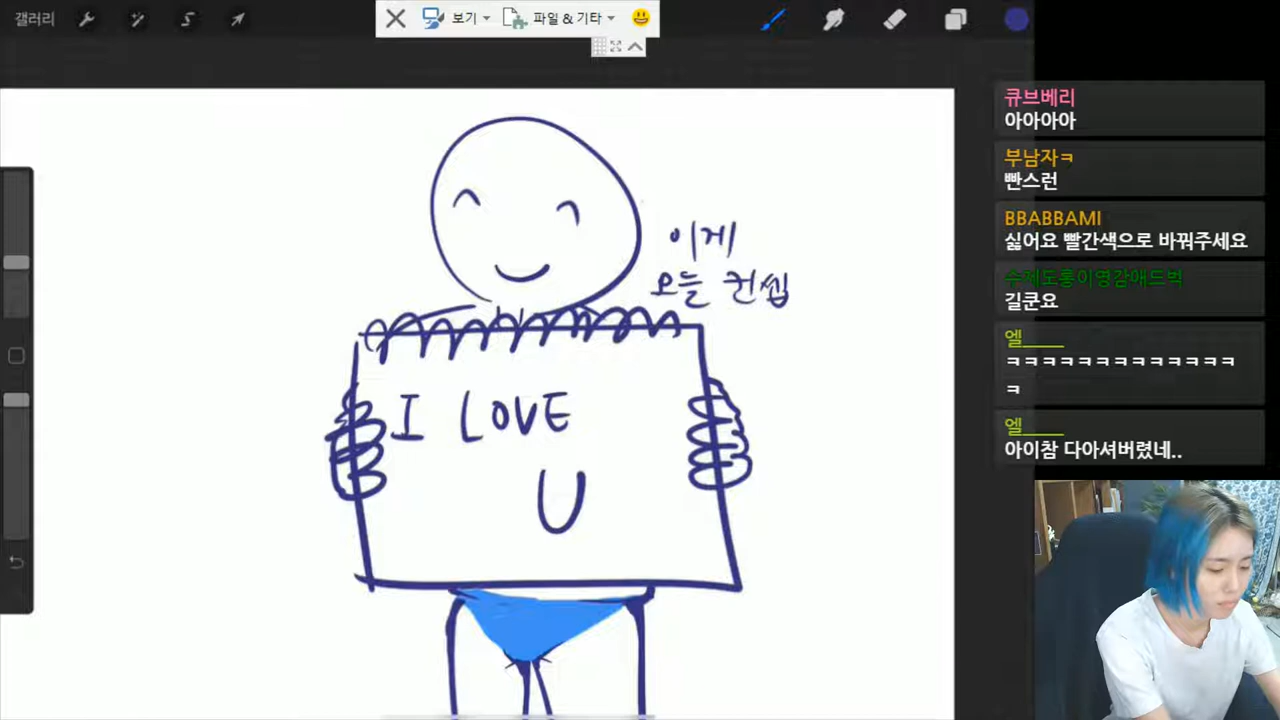 갤러리
보기
파일 & 기타
이게
오늘 컨셉
I LOVE
U
큐브베리
아아아아
부남자ㅋ
빤스런
BBABBAMI
싫어요 빨간색으로 바꿔주세요
수제도롱이영감애드벅
길쿤요
엘____
ㅋㅋㅋㅋㅋㅋㅋㅋㅋㅋㅋㅋㅋ
ㅋ
엘____
아이참 다아셔버렸네..